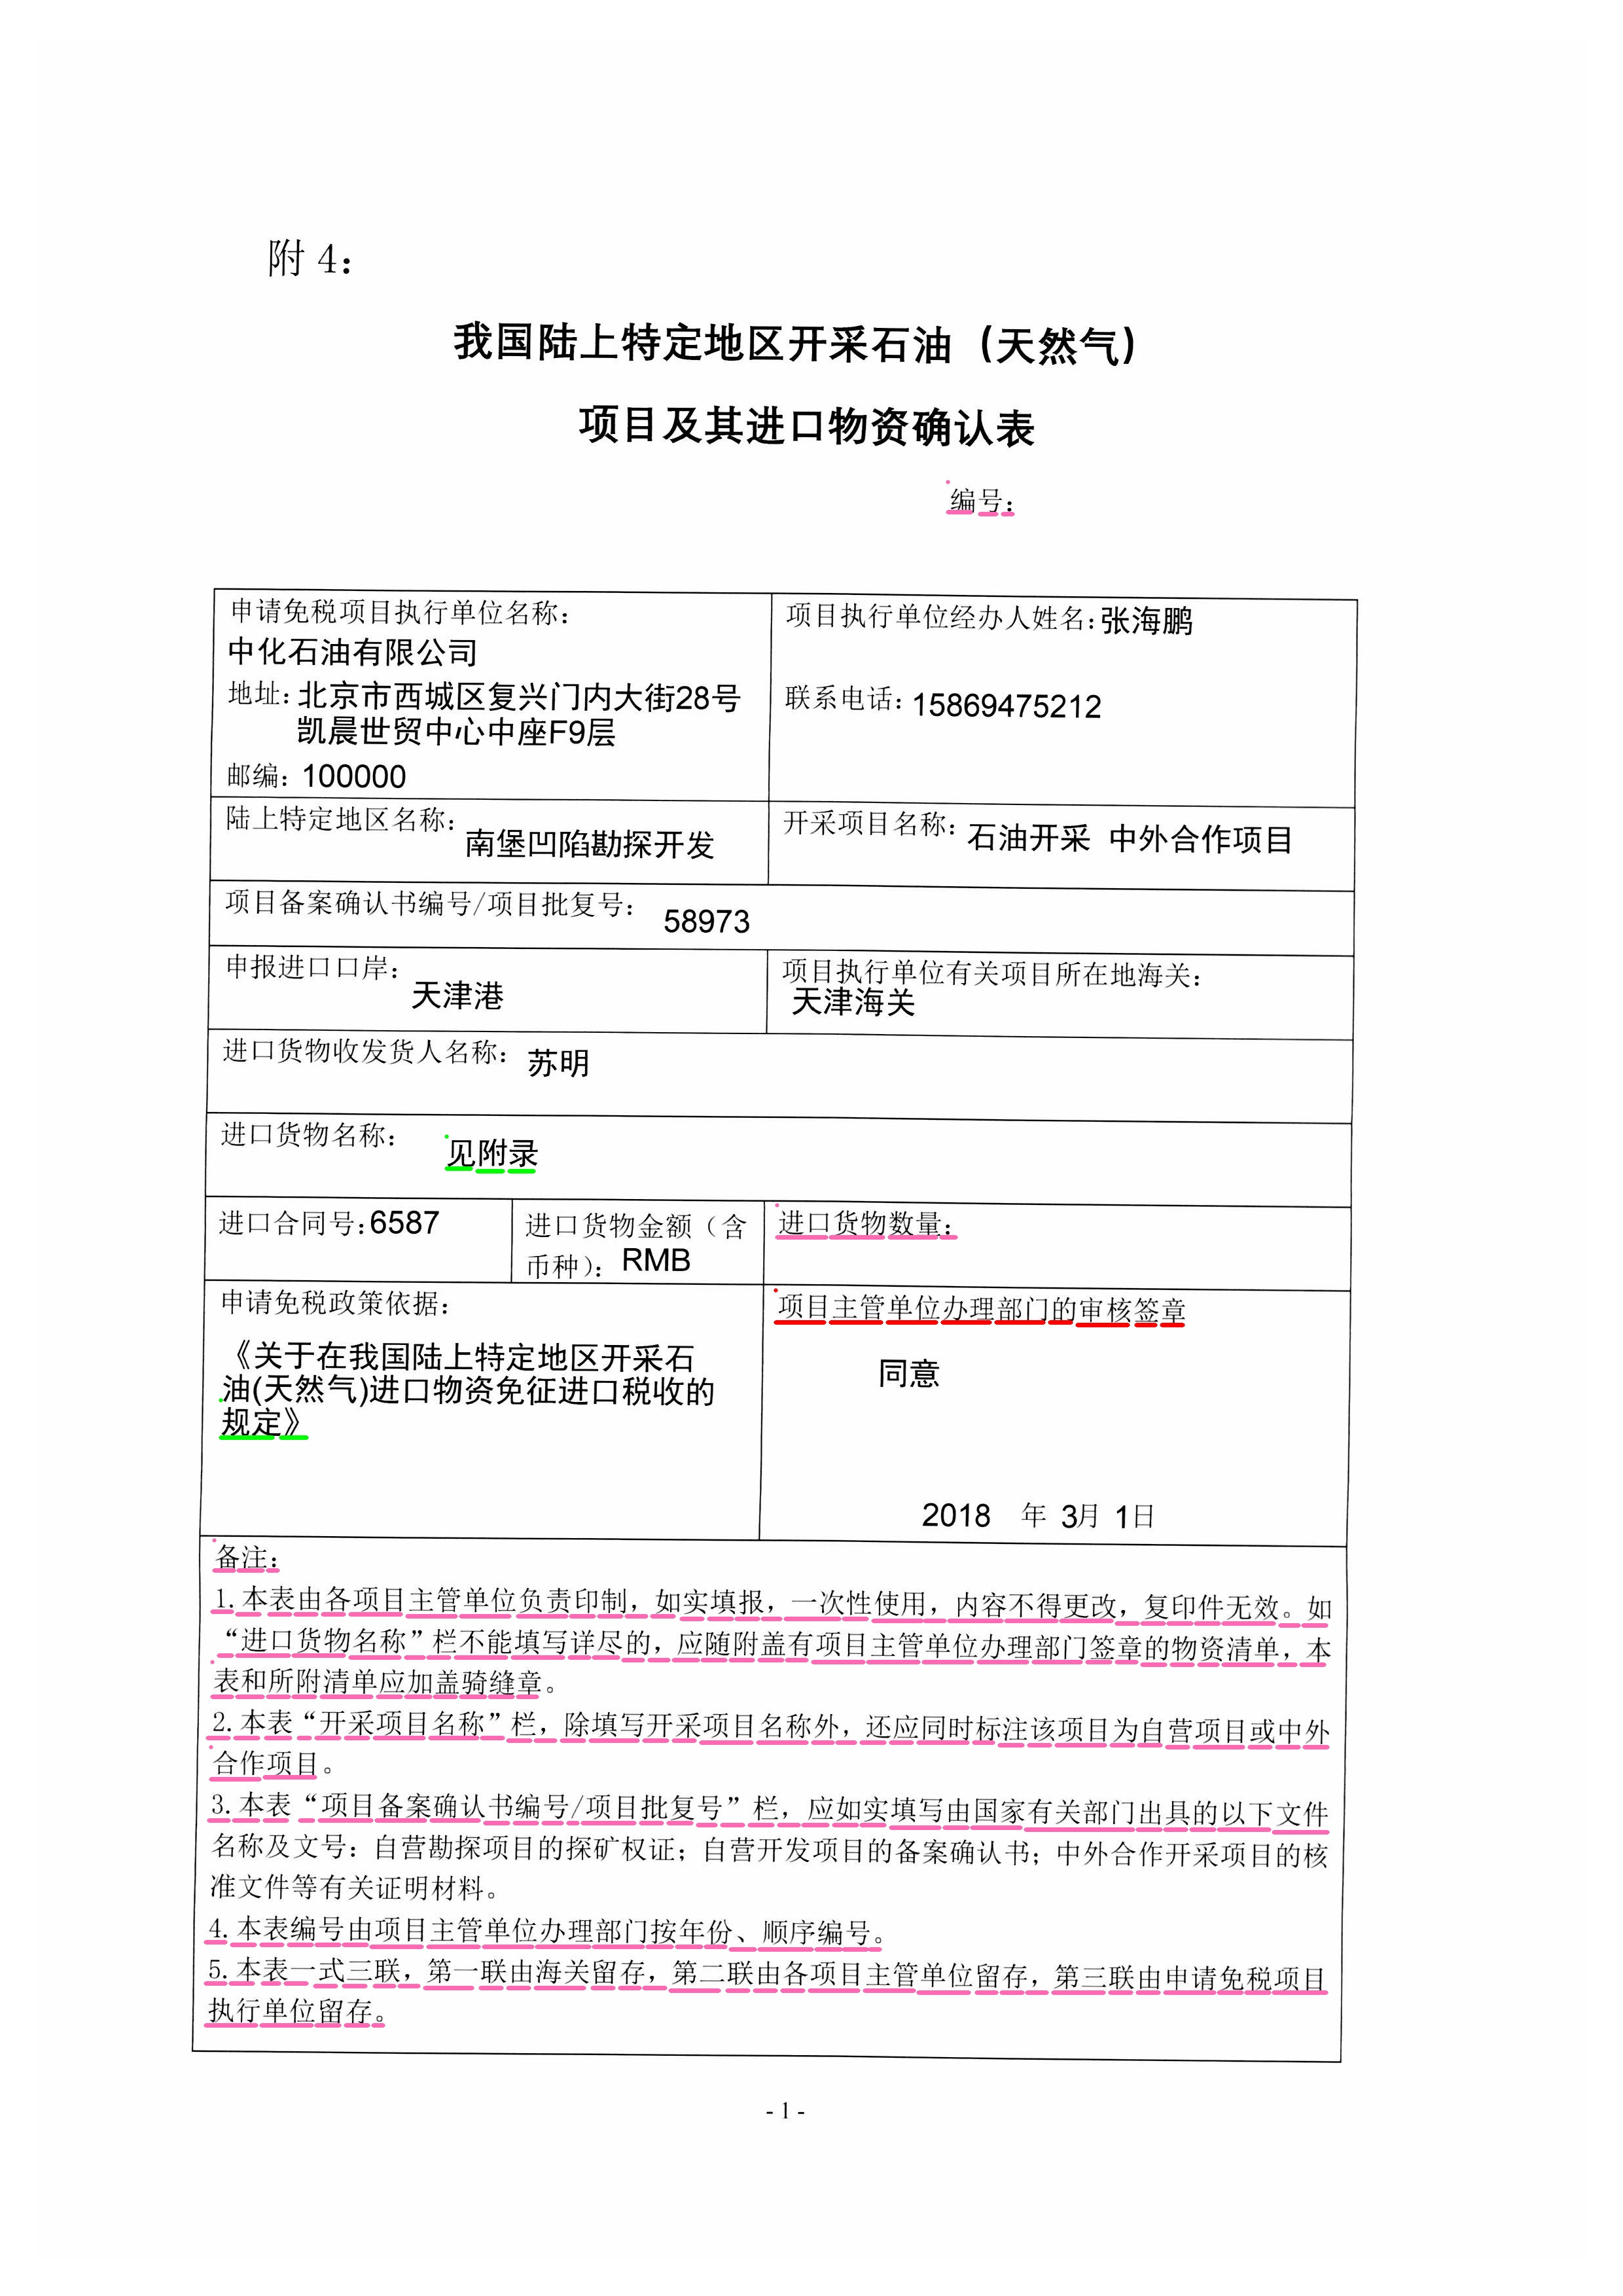 附 4：
我国陆上特定地区开采石油（天然气）
项目及其进口物资确认表
编号：
申请免税项目执行单位名称：
中化石油有限公司
地址：北京市西城区复兴门内大街28号
凯晨世贸中心中座F9层
邮编：100000
项目执行单位经办人姓名：张海鹏
联系电话：15869475212
陆上特定地区名称：南堡凹陷勘探开发
开采项目名称：石油开采 中外合作项目
项目备案确认书编号/项目批复号：58973
申报进口口岸：天津港
项目执行单位有关项目所在地海关：
天津海关
进口货物收发货人名称：苏明
进口货物名称：见附录
进口合同号：6587
进口货物金额（含
币种）：RMB
进口货物数量：
申请免税政策依据：
《关于在我国陆上特定地区开采石
油(天然气)进口物资免征进口税收的
规定》
项目主管单位办理部门的审核签章
同意
2018 年 3月 1日
备注：
1.本表由各项目主管单位负责印制，如实填报，一次性使用，内容不得更改，复印件无效。如
“进口货物名称”栏不能填写详尽的，应随附盖有项目主管单位办理部门签章的物资清单，本
表和所附清单应加盖骑缝章。
2.本表“开采项目名称”栏，除填写开采项目名称外，还应同时标注该项目为自营项目或中外
合作项目。
3.本表“项目备案确认书编号/项目批复号”栏，应如实填写由国家有关部门出具的以下文件
名称及文号：自营勘探项目的探矿权证；自营开发项目的备案确认书；中外合作开采项目的核
准文件等有关证明材料。
4.本表编号由项目主管单位办理部门按年份、顺序编号。
5.本表一式三联，第一联由海关留存，第二联由各项目主管单位留存，第三联由申请免税项目
执行单位留存。
- 1 -